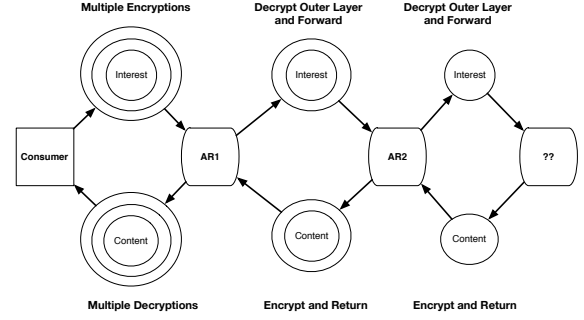 Multiple Encryptions
Decrypt Outer Layer
and Forward
Decrypt Outer Layer
and Forward
Interest
Interest
Interest
Consumer
AR1
AR2
??
Content
Content
Content
Multiple Decryptions
Encrypt and Return
Encrypt and Return